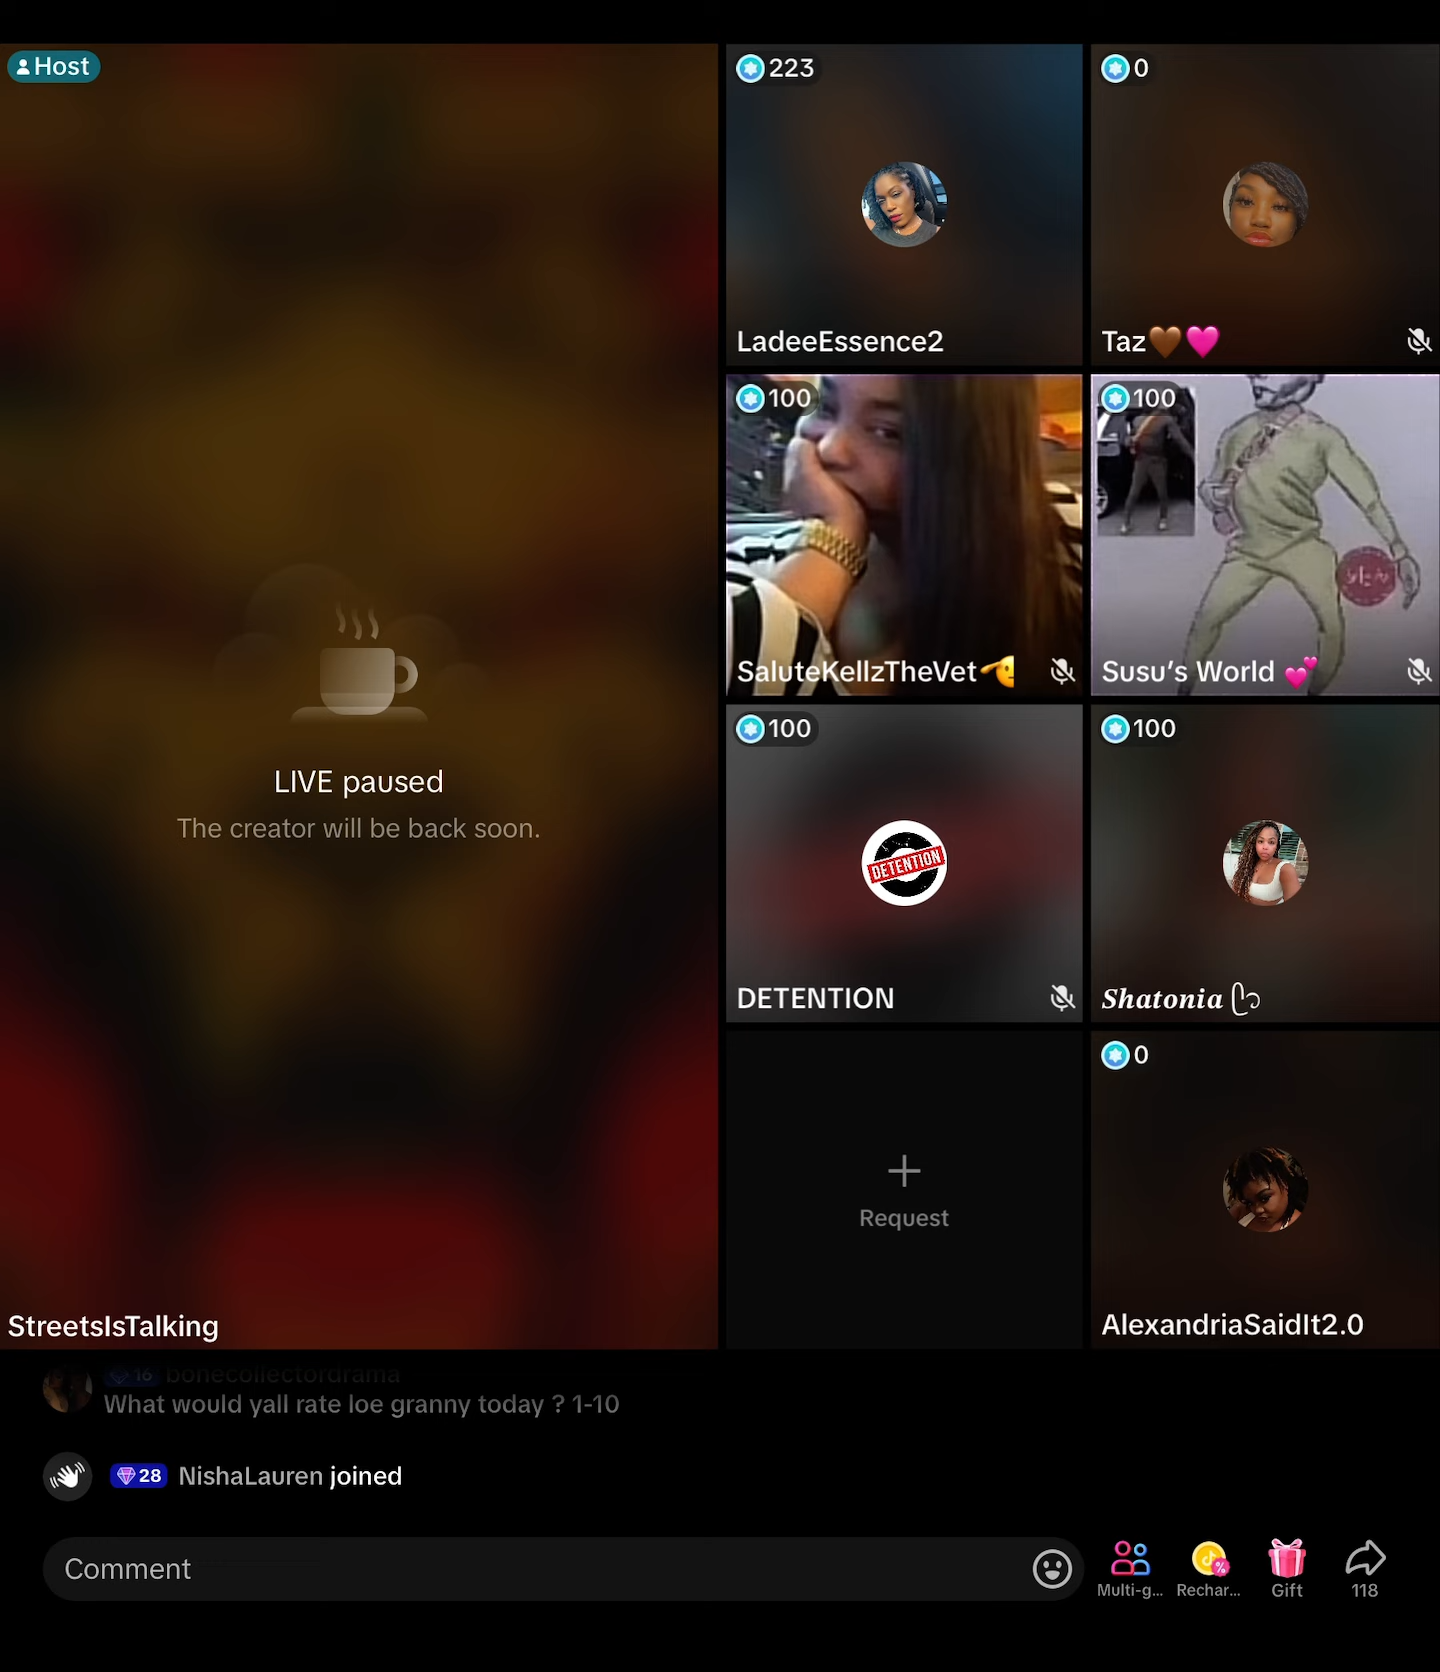 Host
LIVE paused
The creator will be back soon.
StreetsIsTalking
223
LadeeEssence2
0
Taz🤎🩷
100
SaluteKellzTheVet🫡
100
Susu's World 💕
100
DETENTION
DETENTION
100
Shatonia
+
Request
0
AlexandriaSaidIt2.0
16 bonecollectordrama
What would yall rate loe granny today ? 1-10
28 NishaLauren joined
Comment
Multi-g...
Rechar...
Gift
118